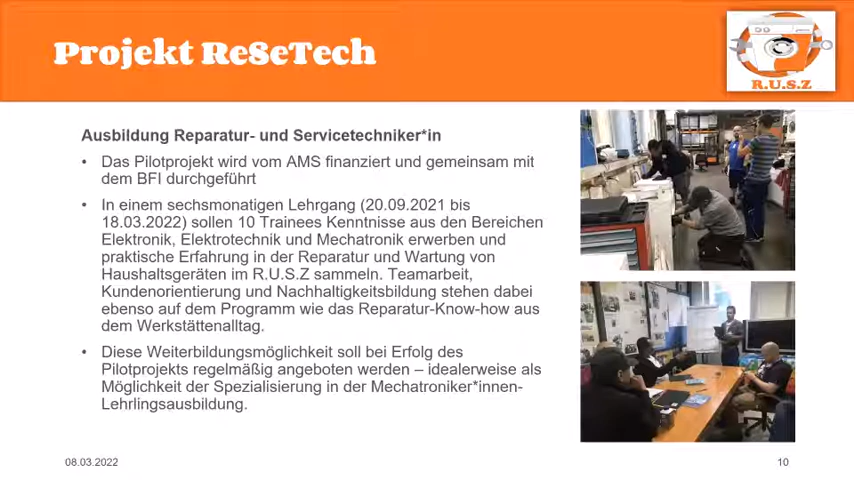 Projekt ReSeTech
R.U.S.Z
Ausbildung Reparatur- und Servicetechniker*in
• Das Pilotprojekt wird vom AMS finanziert und gemeinsam mit
dem BFI durchgeführt
• In einem sechsmonatigen Lehrgang (20.09.2021 bis
18.03.2022) sollen 10 Trainees Kenntnisse aus den Bereichen
Elektronik, Elektrotechnik und Mechatronik erwerben und
praktische Erfahrung in der Reparatur und Wartung von
Haushaltsgeräten im R.U.S.Z sammeln. Teamarbeit,
Kundenorientierung und Nachhaltigkeitsbildung stehen dabei
ebenso auf dem Programm wie das Reparatur-Know-how aus
dem Werkstättenalltag.
• Diese Weiterbildungsmöglichkeit soll bei Erfolg des
Pilotprojekts regelmäßig angeboten werden – idealerweise als
Möglichkeit der Spezialisierung in der Mechatroniker*innen-
Lehrlingsausbildung.
08.03.2022
10